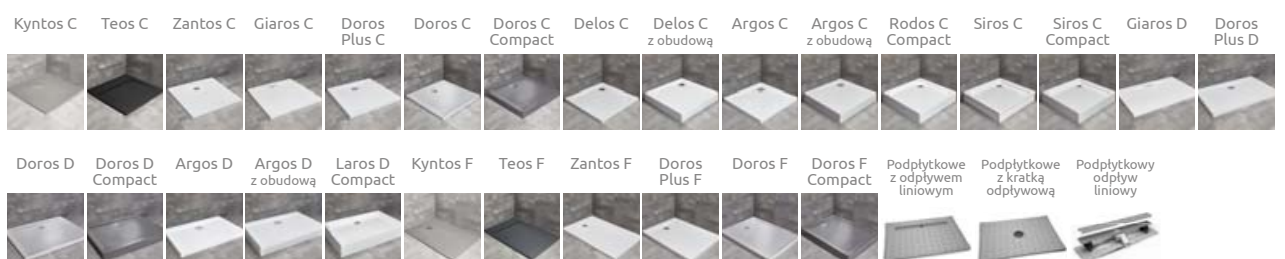 Kyntos C
Teos C
Zantos C
Giaros C
Doros
Plus C
Doros C
Doros C
Compact
Delos C
Delos C
z obudową
Argos C
Argos C
z obudową
Rodos C
Compact
Siros C
Siros C
Compact
Giaros D
Doros
Plus D
Doros D
Doros D
Compact
Argos D
Argos D
z obudową
Laros D
Compact
Kyntos F
Teos F
Zantos F
Doros
Plus F
Doros F
Doros F
Compact
Podpłytkowe
z odpływem
liniowym
Podpłytkowe
z kratką
odpływową
Podpłytkowy
odpływ
liniowy